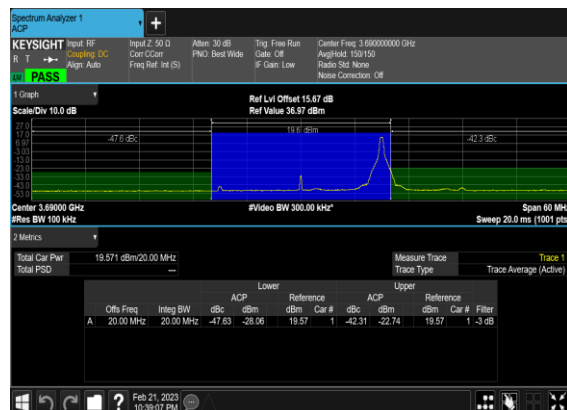 Spectrum Analyzer 1
ACP
+
KEYSIGHT Input: RF Input Z: 50 Ω Atten: 30 dB Trig: Free Run Center Freq: 3.690000000 GHz
R T Coupling: DC Corr CCorr PNO: Best Wide Gate: Off Avg|Hold: 150/150
Align: Auto Freq Ref: Int (S) IF Gain: Low Radio Std: None
PASS Noise Correction: Off
1 Graph
Ref Lvl Offset 15.67 dB
Scale/Div 10.0 dB Ref Value 36.97 dBm
27.0
17.0 19.6 dBm
6.97 -47.6 dBc -42.3 dBc
-3.03
-13.0
-23.0
-33.0
-43.0
-53.0
Center 3.69000 GHz #Video BW 300.00 kHz* Span 60 MHz
#Res BW 100 kHz Sweep 20.0 ms (1001 pts
2 Metrics
Total Car Pwr 19.571 dBm/20.00 MHz Measure Trace Trace 1
Total PSD --- Trace Type Trace Average (Active)
Lower Upper
ACP Reference ACP Reference
Offs Freq Integ BW dBc dBm dBm Car # dBc dBm dBm Car # Filter
A 20.00 MHz 20.00 MHz -47.63 -28.06 19.57 1 -42.31 -22.74 19.57 1 -3 dB
? Feb 21, 2023
10:39:07 PM